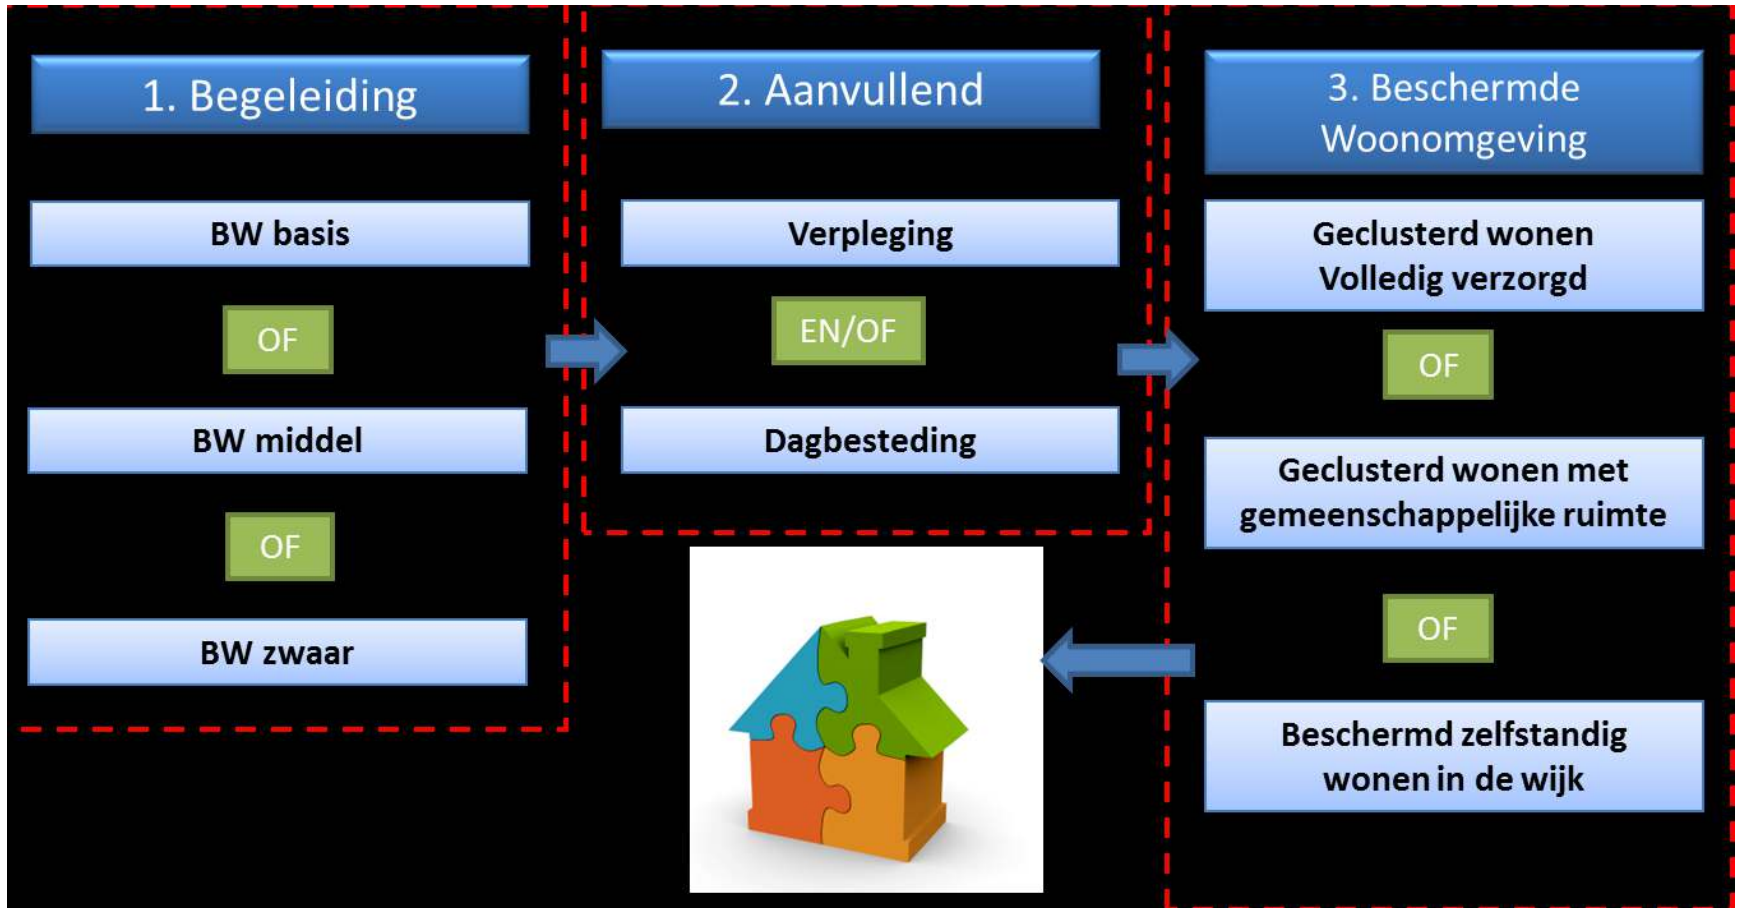 1. Begeleiding
BW basis
OF
BW middel
OF
BW zwaar
2. Aanvullend
Verpleging
EN/OF
Dagbesteding
3. Beschermde
Woonomgeving
Geclusterd wonen
Volledig verzorgd
OF
Geclusterd wonen met
gemeenschappelijke ruimte
OF
Beschermd zelfstandig
wonen in de wijk